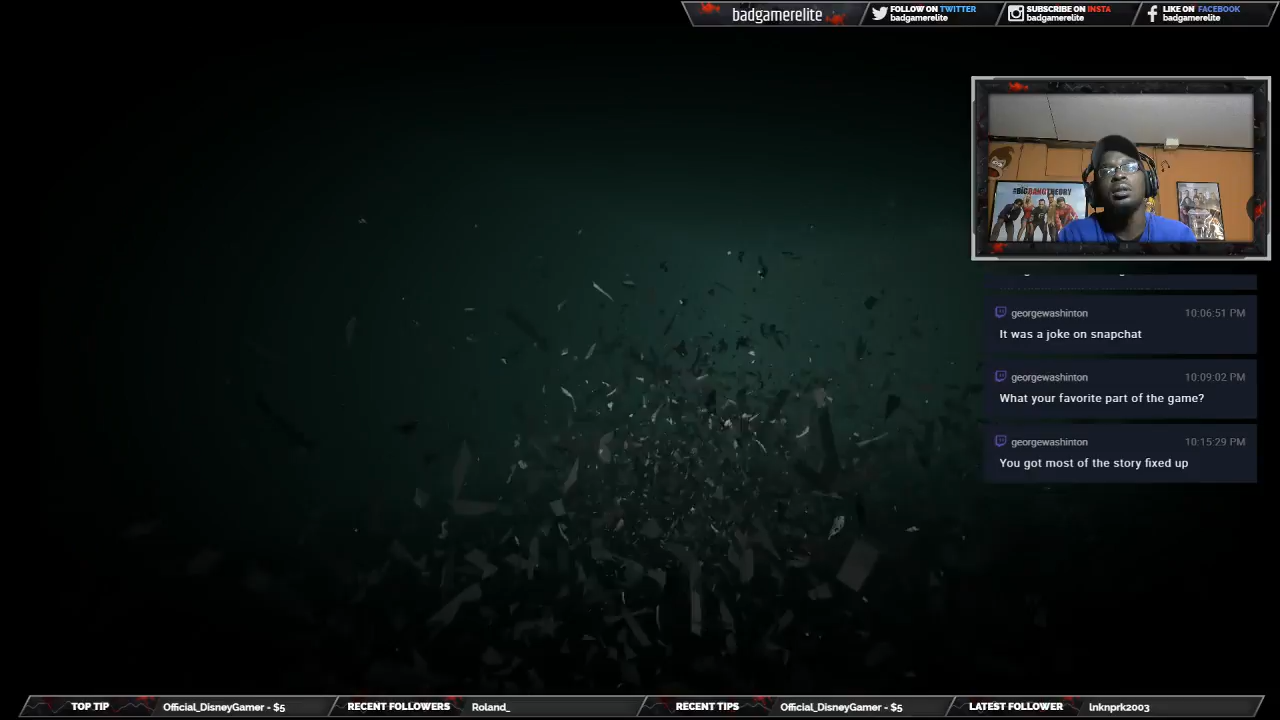 badgamerelite
FOLLOW ON TWITTER
badgamerelite
SUBSCRIBE ON INSTA
badgamerelite
LIKE ON FACEBOOK
badgamerelite
#BIGBANGTHEORY
georgewashinton 10:06:51 PM
It was a joke on snapchat
georgewashinton 10:09:02 PM
What your favorite part of the game?
georgewashinton 10:15:29 PM
You got most of the story fixed up
TOP TIP Official_DisneyGamer - $5 RECENT FOLLOWERS Roland_ RECENT TIPS Official_DisneyGamer - $5 LATEST FOLLOWER lnknprk2003